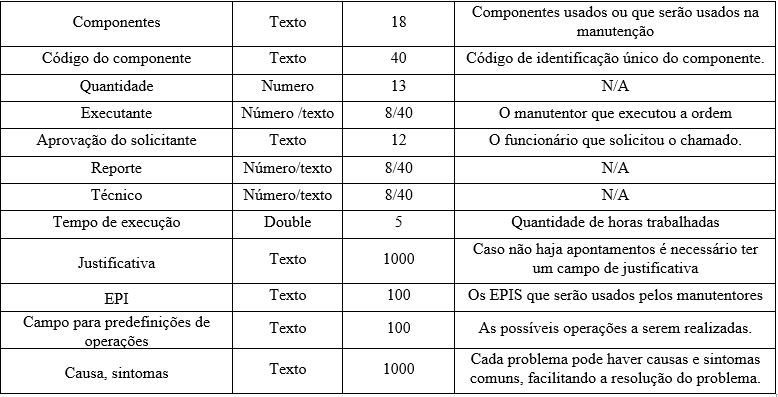 Componentes Texto 18 Componentes usados ou que serão usados na
manutenção
Código do componente Texto 40 Código de identificação único do componente.
Quantidade Numero 13 N/A
Executante Número /texto 8/40 O manutentor que executou a ordem
Aprovação do solicitante Texto 12 O funcionário que solicitou o chamado.
Reporte Número/texto 8/40 N/A
Técnico Número/texto 8/40 N/A
Tempo de execução Double 5 Quantidade de horas trabalhadas
Justificativa Texto 1000 Caso não haja apontamentos é necessário ter
um campo de justificativa
EPI Texto 100 Os EPIS que serão usados pelos manutentores
Campo para predefinições de
operações Texto 100 As possíveis operações a serem realizadas.
Causa, sintomas Texto 1000 Cada problema pode haver causas e sintomas
comuns, facilitando a resolução do problema.